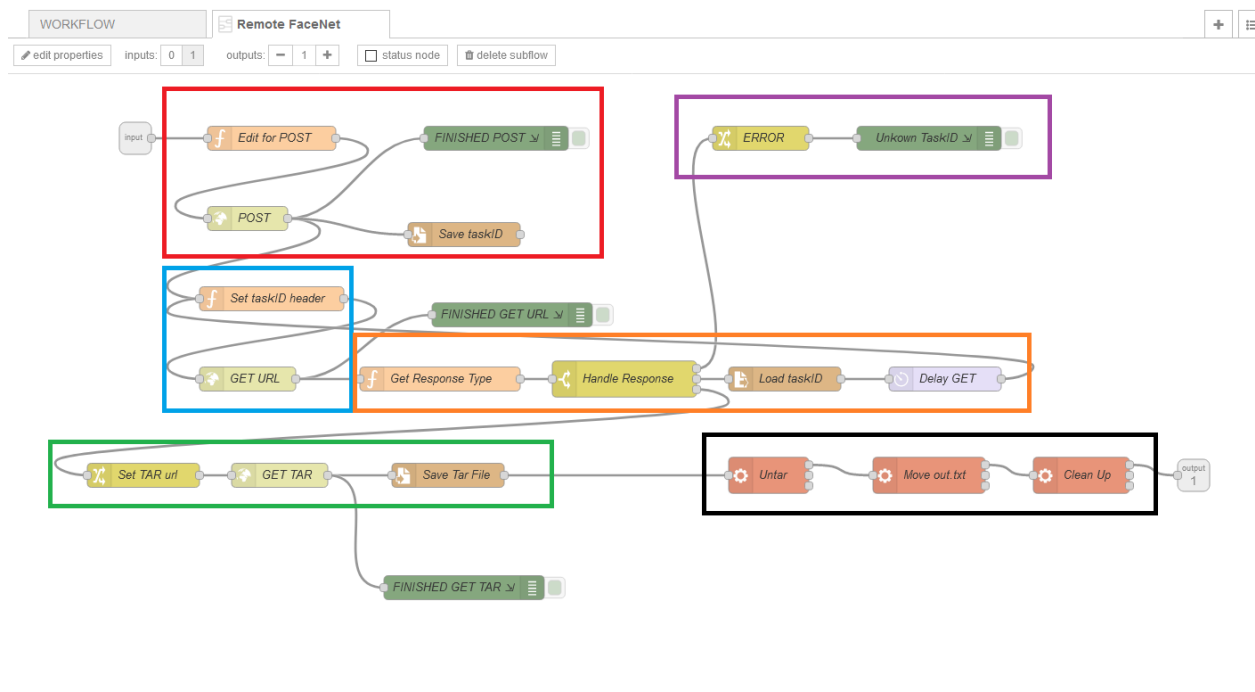 WORKFLOW
Remote FaceNet
edit properties
inputs: 0 1
outputs: 1
status node
delete subflow
input
Edit for POST
FINISHED POST
ERROR
Unkown TaskID
POST
Save taskID
Set taskID header
FINISHED GET URL
GET URL
Get Response Type
Handle Response
Load taskID
Delay GET
Set TAR url
GET TAR
Save Tar File
Untar
Move out.txt
Clean Up
output
1
FINISHED GET TAR